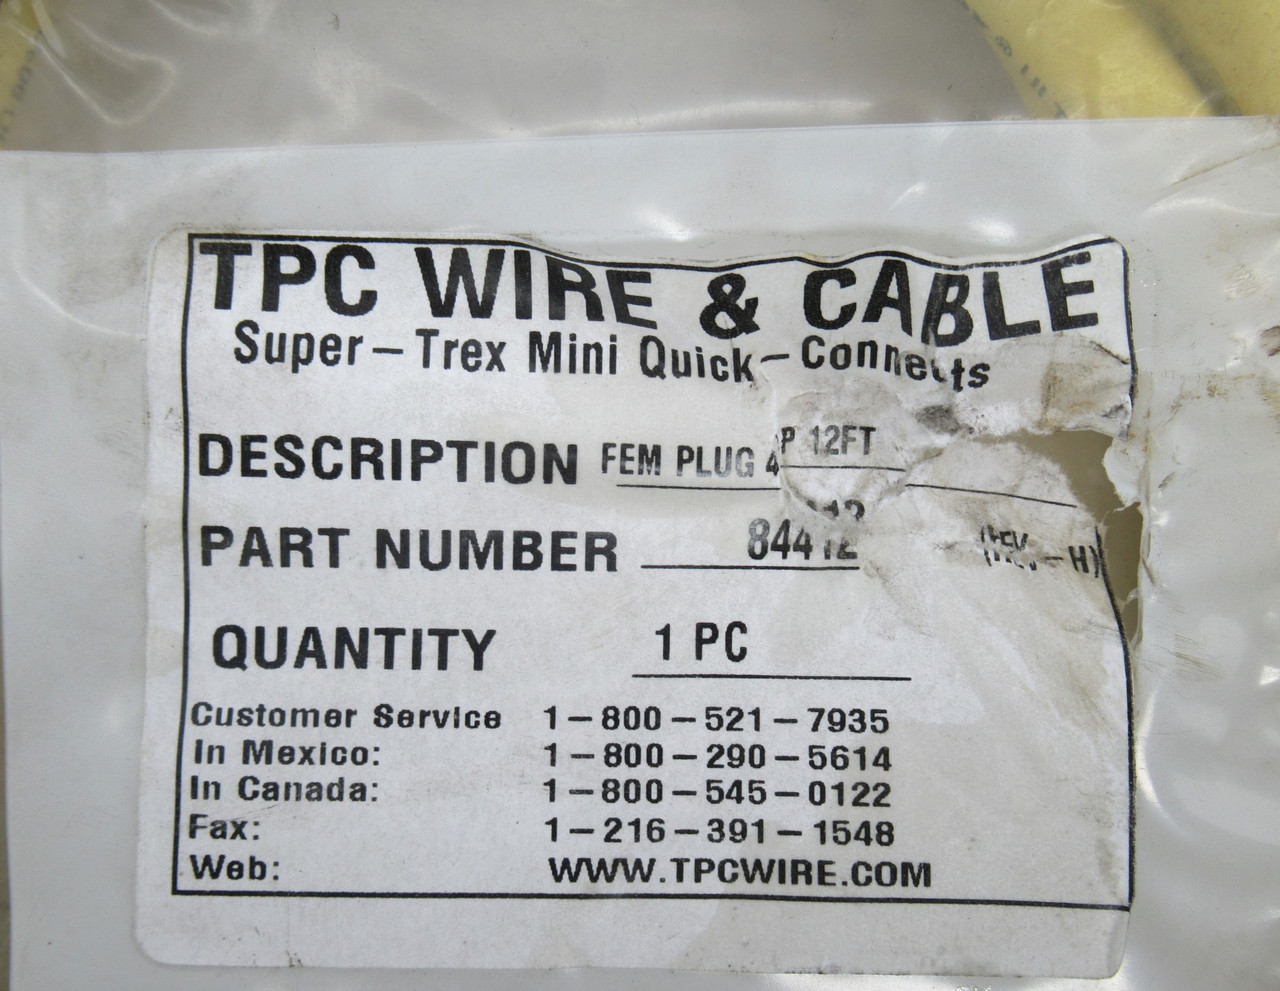 TPC WIRE & CABLE
Super-Trex Mini Quick-Connects
DESCRIPTION FEM PLUG 4P 12FT
PART NUMBER 84412 (REV.-H)
QUANTITY 1 PC
Customer Service 1-800-521-7935
In Mexico: 1-800-290-5614
In Canada: 1-800-545-0122
Fax: 1-216-391-1548
Web: WWW.TPCWIRE.COM